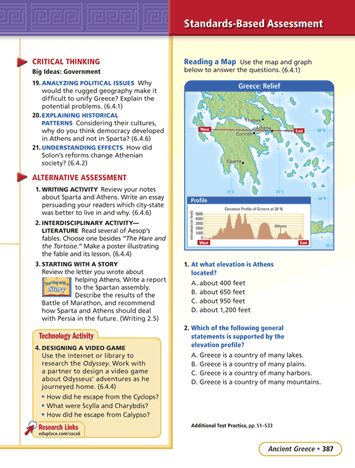 Standards-Based Assessment
CRITICAL THINKING
Big Ideas: Government
19. ANALYZING POLITICAL ISSUES Why
would the rugged geography make it
difficult to unify Greece? Explain the
potential problems. (6.4.1)
20. EXPLAINING HISTORICAL
PATTERNS Considering their cultures,
why do you think democracy developed
in Athens and not in Sparta? (6.4.6)
21. UNDERSTANDING EFFECTS How did
Solon's reforms change Athenian
society? (6.4.2)
ALTERNATIVE ASSESSMENT
1. WRITING ACTIVITY Review your notes
about Sparta and Athens. Write an essay
persuading your readers which city-state
was better to live in and why. (6.4.6)
2. INTERDISCIPLINARY ACTIVITY—
LITERATURE Read several of Aesop's
fables. Choose one besides "The Hare and
the Tortoise." Make a poster illustrating
the fable and its lesson. (6.4.4)
3. STARTING WITH A STORY
Review the letter you wrote about
helping Athens. Write a report
to the Spartan assembly.
Describe the results of the
Battle of Marathon, and recommend
how Sparta and Athens should deal
with Persia in the future. (Writing 2.5)
Starting with a
Story
Technology Activity
4. DESIGNING A VIDEO GAME
Use the Internet or library to
research the Odyssey. Work with
a partner to design a video game
about Odysseus' adventures as he
journeyed home. (6.4.4)
• How did he escape from the Cyclops?
• What were Scylla and Charybdis?
• How did he escape from Calypso?
Research Links
eduplace.com/sscas
Reading a Map Use the map and graph
below to answer the questions. (6.4.1)
Greece: Relief
Thebes
West
Athens
East
Corinth
38°N
Sparta
Profile
Elevation Profile of Greece at 38°N
Athens
West
East
1. At what elevation is Athens
located?
A. about 400 feet
B. about 650 feet
C. about 950 feet
D. about 1,200 feet
2. Which of the following general
statements is supported by the
elevation profile?
A. Greece is a country of many lakes.
B. Greece is a country of many plains.
C. Greece is a country of many harbors.
D. Greece is a country of many mountains.
Additional Test Practice, pp. S1–S33
Ancient Greece • 387